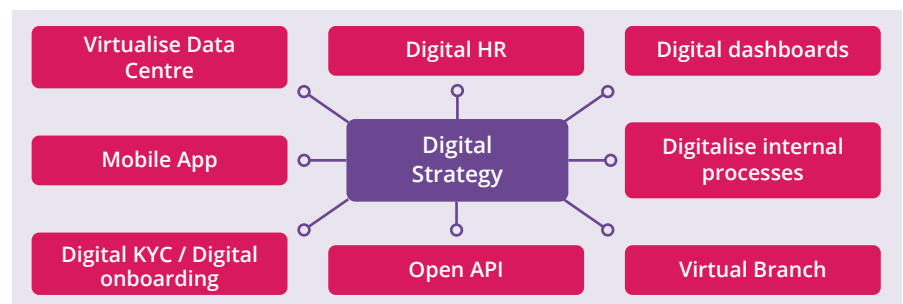 Virtualise Data
Centre
Digital HR
Digital dashboards
Mobile App
Digital
Strategy
Digitalise internal
processes
Digital KYC / Digital
onboarding
Open API
Virtual Branch